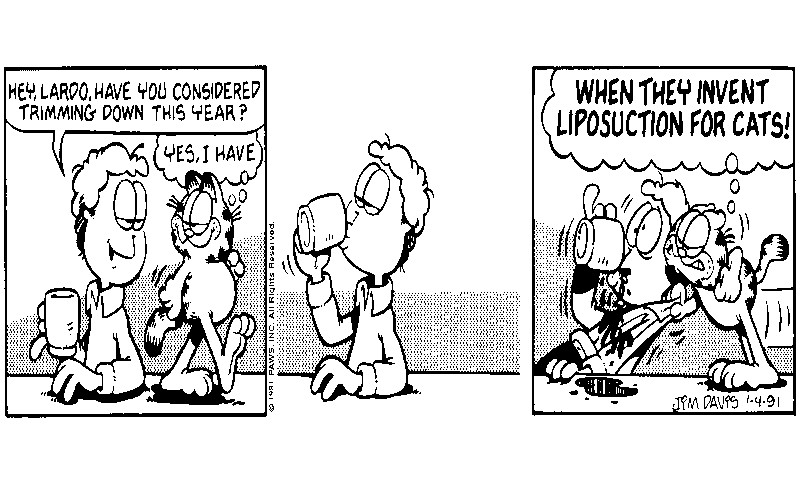 HEY, LARDO, HAVE YOU CONSIDERED
TRIMMING DOWN THIS YEAR?
YES, I HAVE
© 1991 PAWS, INC. All Rights Reserved.
WHEN THEY INVENT
LIPOSUCTION FOR CATS!
JIM DAVIS 1-4-91